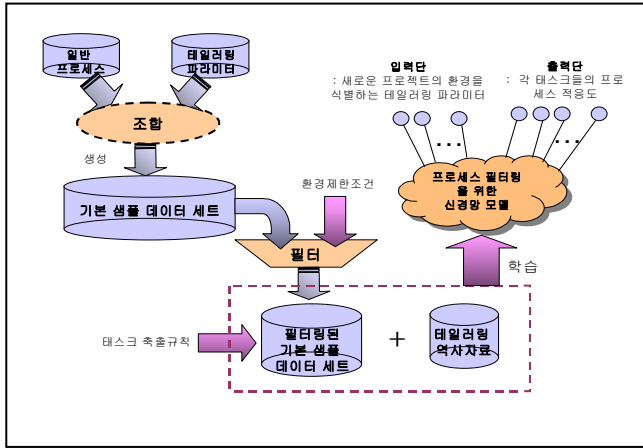 일반
프로세스
테일러링
파라미터
조합
생성
기본 샘플 데이터 세트
환경제한조건
필터
태스크 축출규칙
필터링된
기본 샘플
데이터 세트
+
테일러링
역사자료
학습
입력단
: 새로운 프로젝트의 환경을
식별하는 테일러링 파라미터
출력단
: 각 태스크들의 프로
세스 적응도
...
...
프로세스 필터링
을 위한
신경망 모델